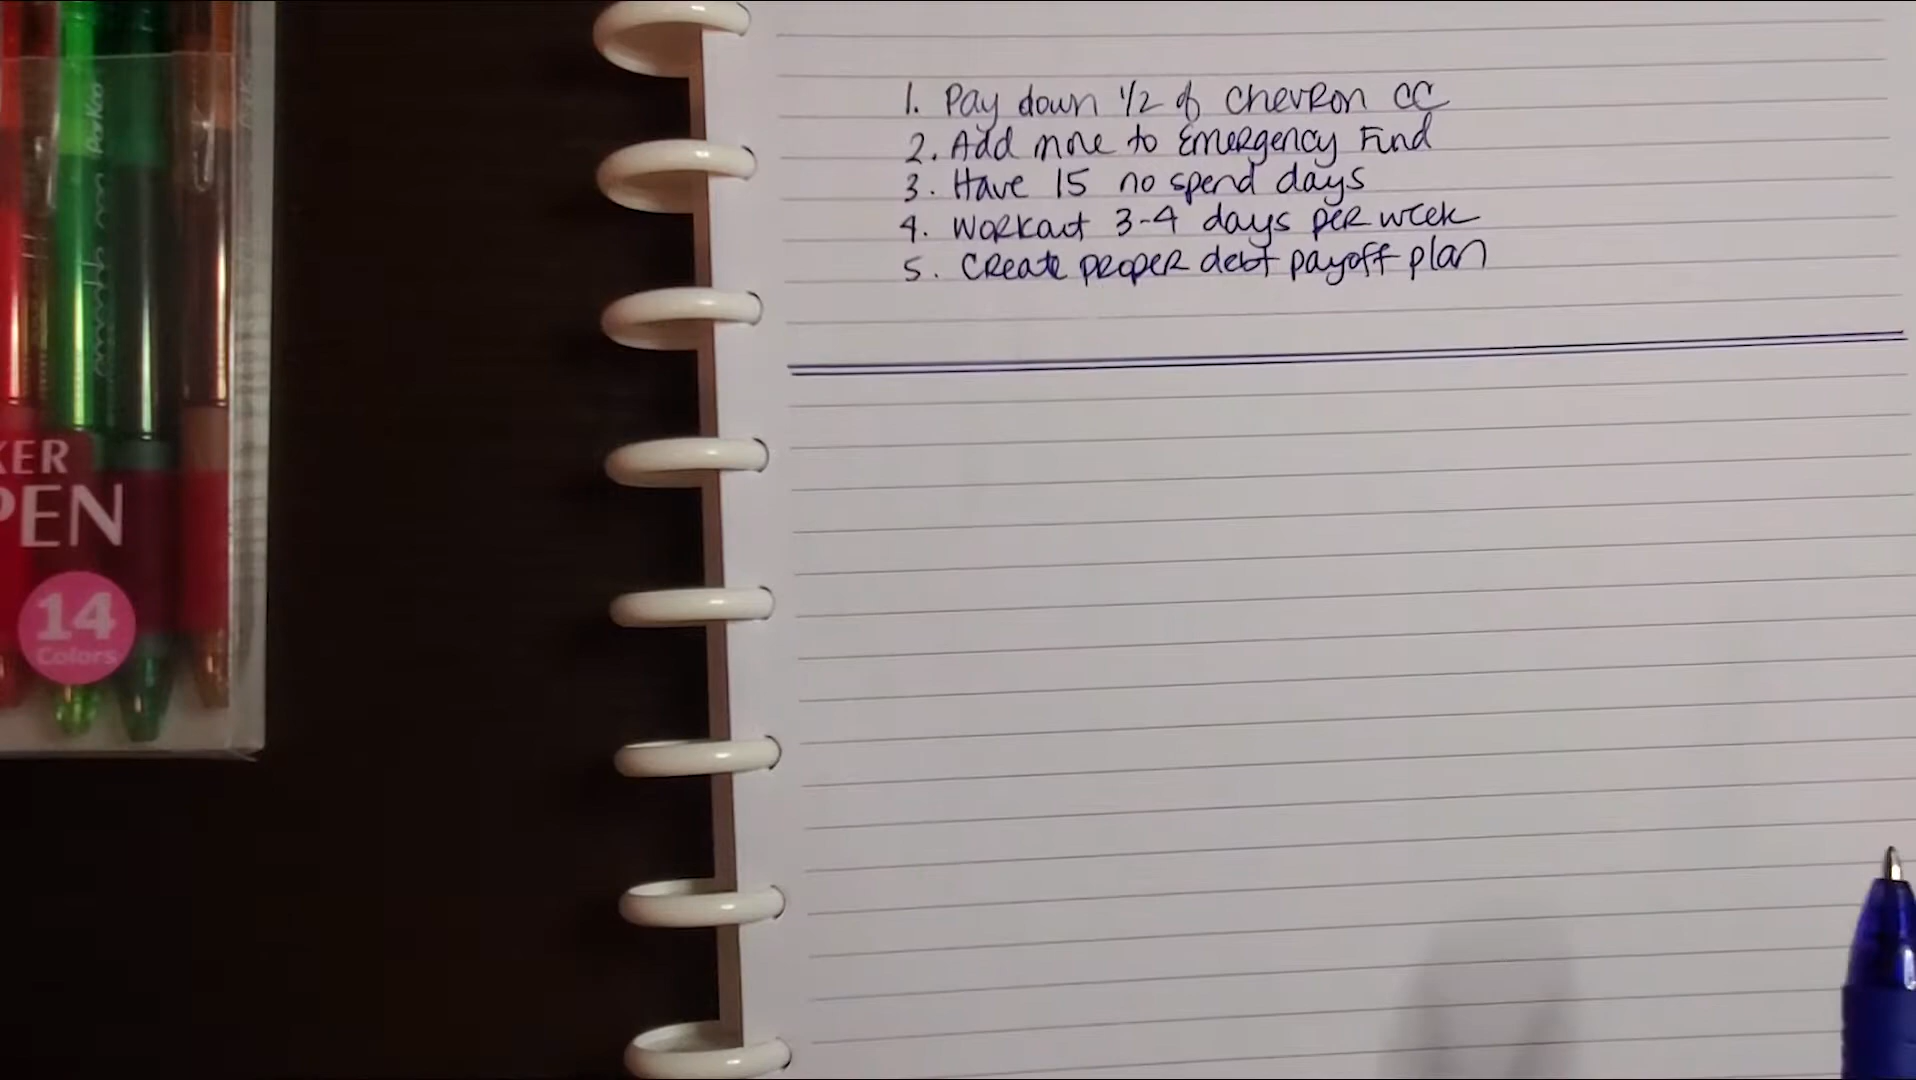 1. Pay down 1/2 of Chevron CC
2. Add more to Emergency Fund
3. Have 15 no spend days
4. Workout 3-4 days per week
5. Create proper debt payoff plan
KER
PEN
14
Colors